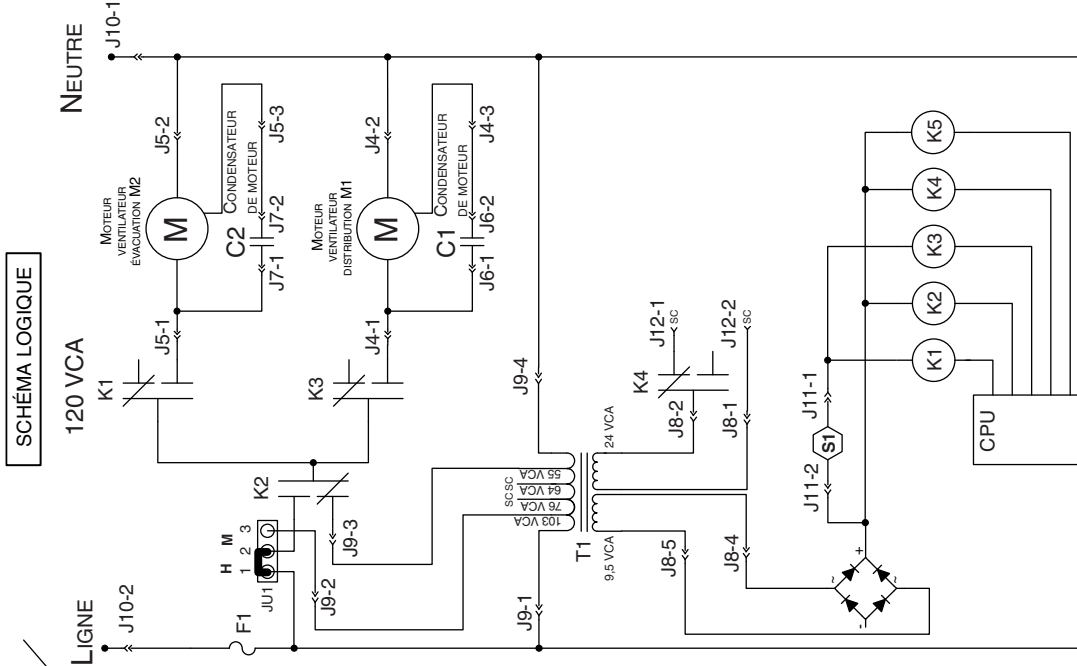 SCHÉMA LOGIQUE
120 VCA
LIGNE
J10-2
NEUTRE
J10-1
F1
K1
J5-1
MOTEUR
VENTILATEUR
ÉVACUATION M2
M
J5-2
CONDENSATEUR
DE MOTEUR
J5-3
C2
J7-1
J7-2
K3
J4-1
MOTEUR
VENTILATEUR
DISTRIBUTION M1
M
J4-2
CONDENSATEUR
DE MOTEUR
J4-3
C1
J6-1
J6-2
K2
H M
1 2 3
JU1
J9-2
J9-3
J9-1
J9-4
103 VCA
76 VCA
64 VCA
55 VCA
SC SC
T1
9,5 VCA
24 VCA
J8-5
J8-4
J8-2
J8-1
K4
J12-1
SC
J12-2
SC
J11-2
S1
J11-1
~
+
-
~
K1
K2
K3
K4
K5
CPU